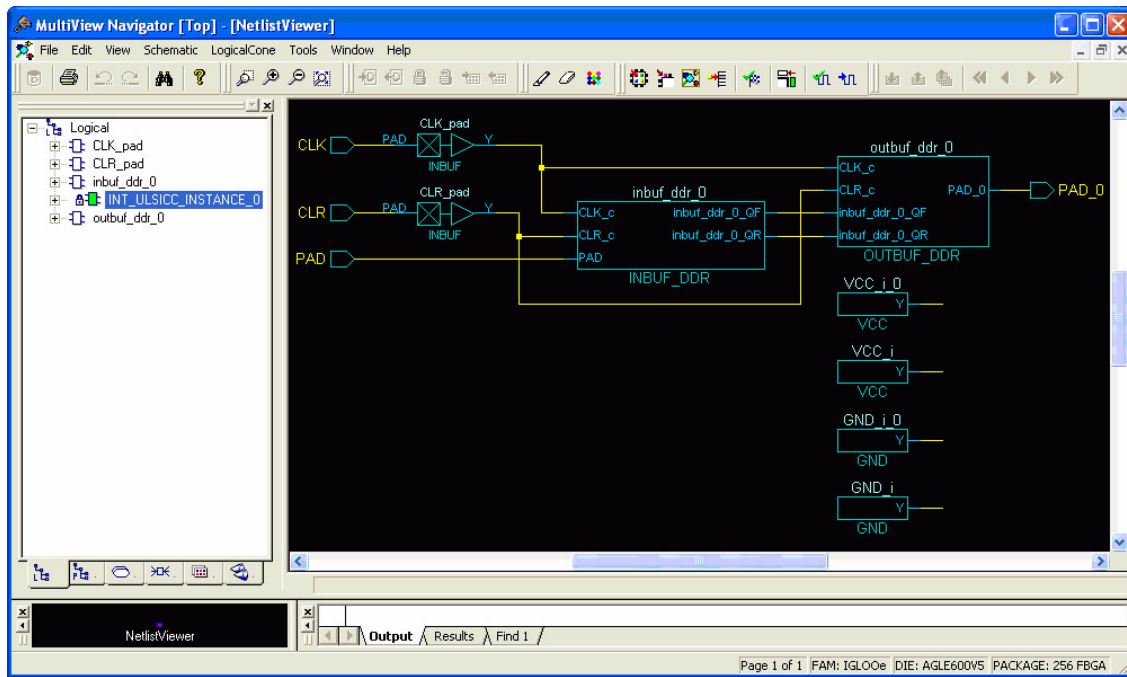 MultiView Navigator [Top] - [NetlistViewer]
File Edit View Schematic LogicalCone Tools Window Help
Logical
CLK_pad
CLR_pad
inbuf_ddr_0
INT_ULSICC_INSTANCE_0
outbuf_ddr_0
CLK
PAD
CLK_pad
Y
INBUF
CLR
PAD
CLR_pad
Y
INBUF
PAD
inbuf_ddr_0
CLK_c inbuf_ddr_0_QF
CLR_c inbuf_ddr_0_QR
PAD
INBUF_DDR
outbuf_ddr_0
CLK_c
CLR_c PAD_0
inbuf_ddr_0_QF
inbuf_ddr_0_QR
OUTBUF_DDR
PAD_0
VCC_i_0
Y
VCC
VCC_i
Y
VCC
GND_i_0
Y
GND
GND_i
Y
GND
NetlistViewer
Output Results Find 1
Page 1 of 1 FAM: IGLOOe DIE: AGLE600V5 PACKAGE: 256 FBGA